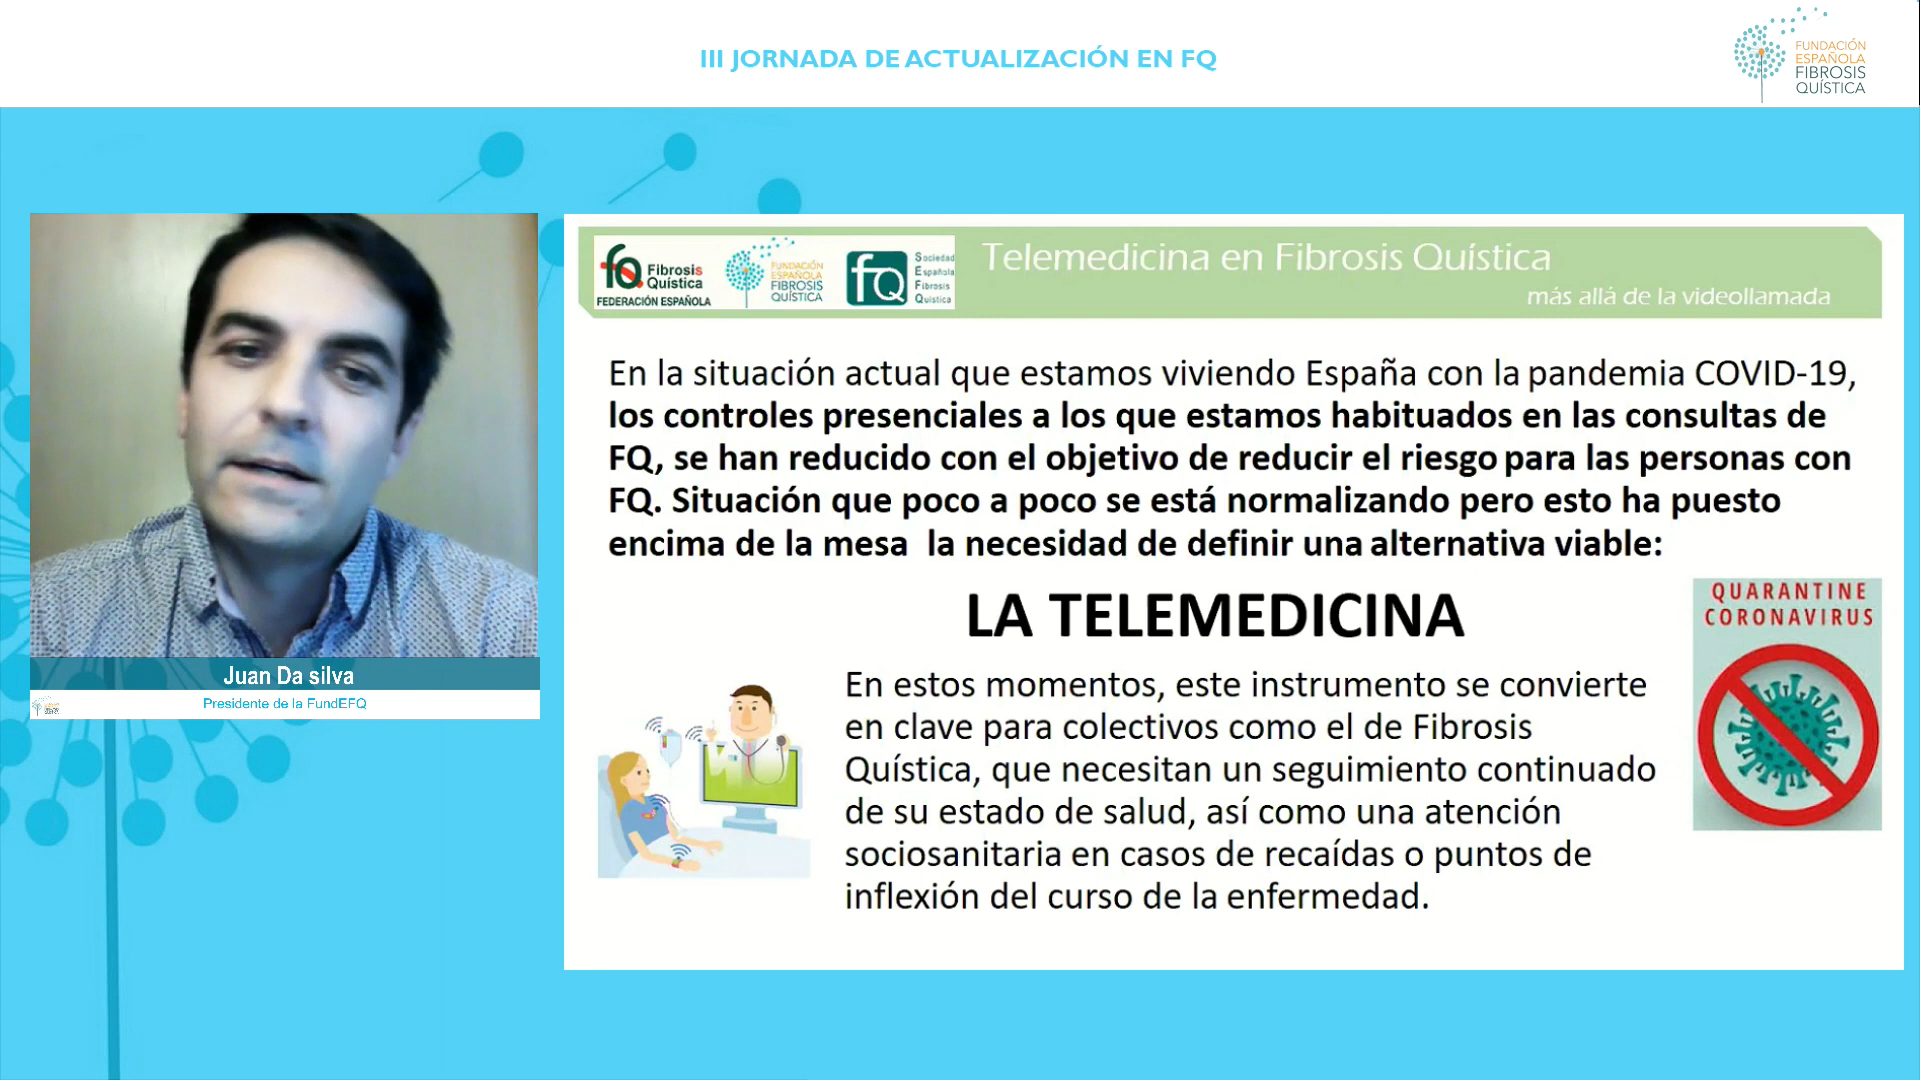 III JORNADA DE ACTUALIZACIÓN EN FQ
FUNDACIÓN
ESPAÑOLA
FIBROSIS
QUÍSTICA
fQ Fibrosis
Quística
FEDERACIÓN ESPAÑOLA
FUNDACIÓN
ESPAÑOLA
FIBROSIS
QUÍSTICA
fQ
Sociedad
Española
Fibrosis
Quística
Telemedicina en Fibrosis Quística
más allá de la videollamada
En la situación actual que estamos viviendo España con la pandemia COVID-19,
los controles presenciales a los que estamos habituados en las consultas de
FQ, se han reducido con el objetivo de reducir el riesgo para las personas con
FQ. Situación que poco a poco se está normalizando pero esto ha puesto
encima de la mesa  la necesidad de definir una alternativa viable:
LA TELEMEDICINA
QUARANTINE
CORONAVIRUS
En estos momentos, este instrumento se convierte
en clave para colectivos como el de Fibrosis
Quística, que necesitan un seguimiento continuado
de su estado de salud, así como una atención
sociosanitaria en casos de recaídas o puntos de
inflexión del curso de la enfermedad.
Juan Da silva
Presidente de la FundEFQ